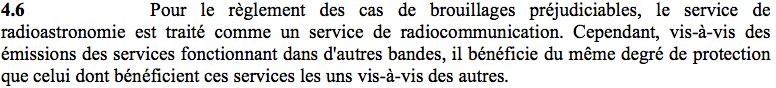 4.6 Pour le règlement des cas de brouillages préjudiciables, le service de
radioastronomie est traité comme un service de radiocommunication. Cependant, vis-à-vis des
émissions des services fonctionnant dans d'autres bandes, il bénéficie du même degré de protection
que celui dont bénéficient ces services les uns vis-à-vis des autres.